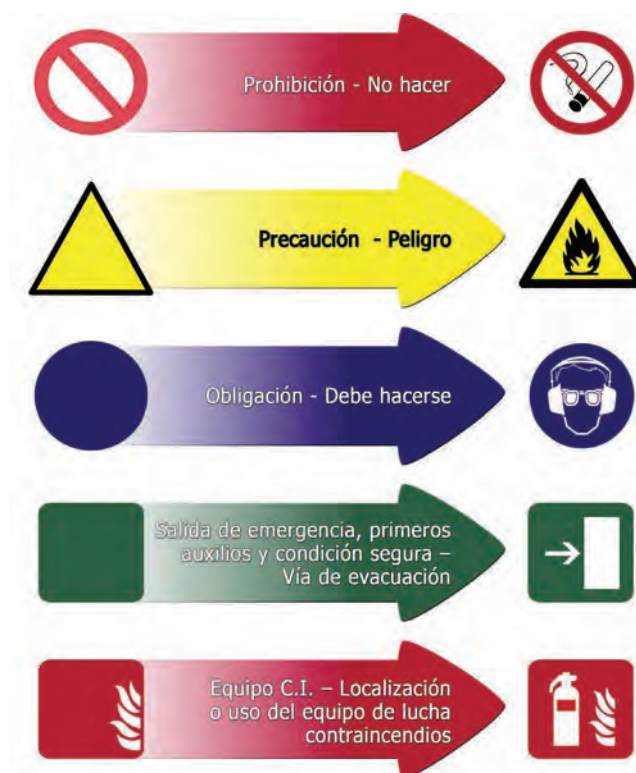 Prohibición - No hacer
Precaución - Peligro
Obligación - Debe hacerse
Salida de emergencia, primeros
auxilios y condición segura –
Vía de evacuación
Equipo C.I. – Localización
o uso del equipo de lucha
contraincendios